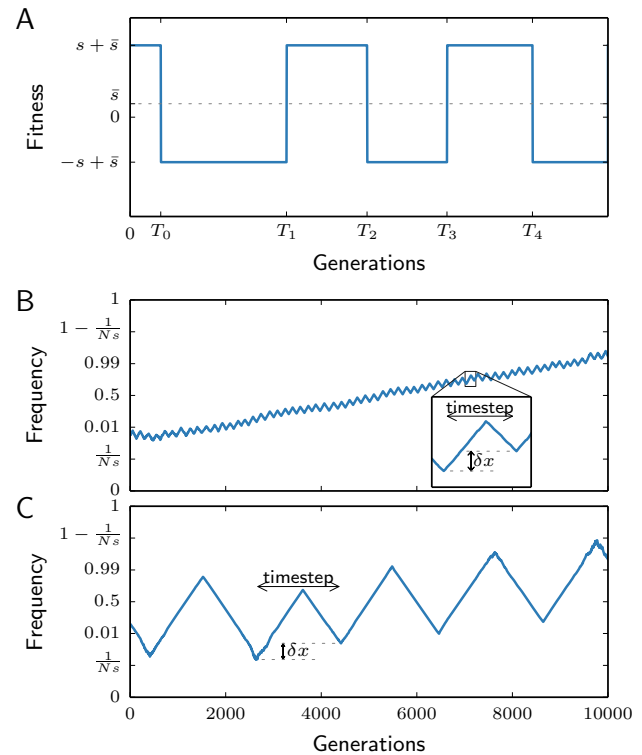 A
Fitness
s + s̄
s̄
0
−s + s̄
0 T₀ T₁ T₂ T₃ T₄
Generations
B
Frequency
1
1 − 1/Ns
0.99
0.5
0.01
1/Ns
0
timestep
δx
C
Frequency
1 − 1/Ns
0.99
0.5
0.01
1/Ns
0
timestep
δx
0 2000 4000 6000 8000 10000
Generations